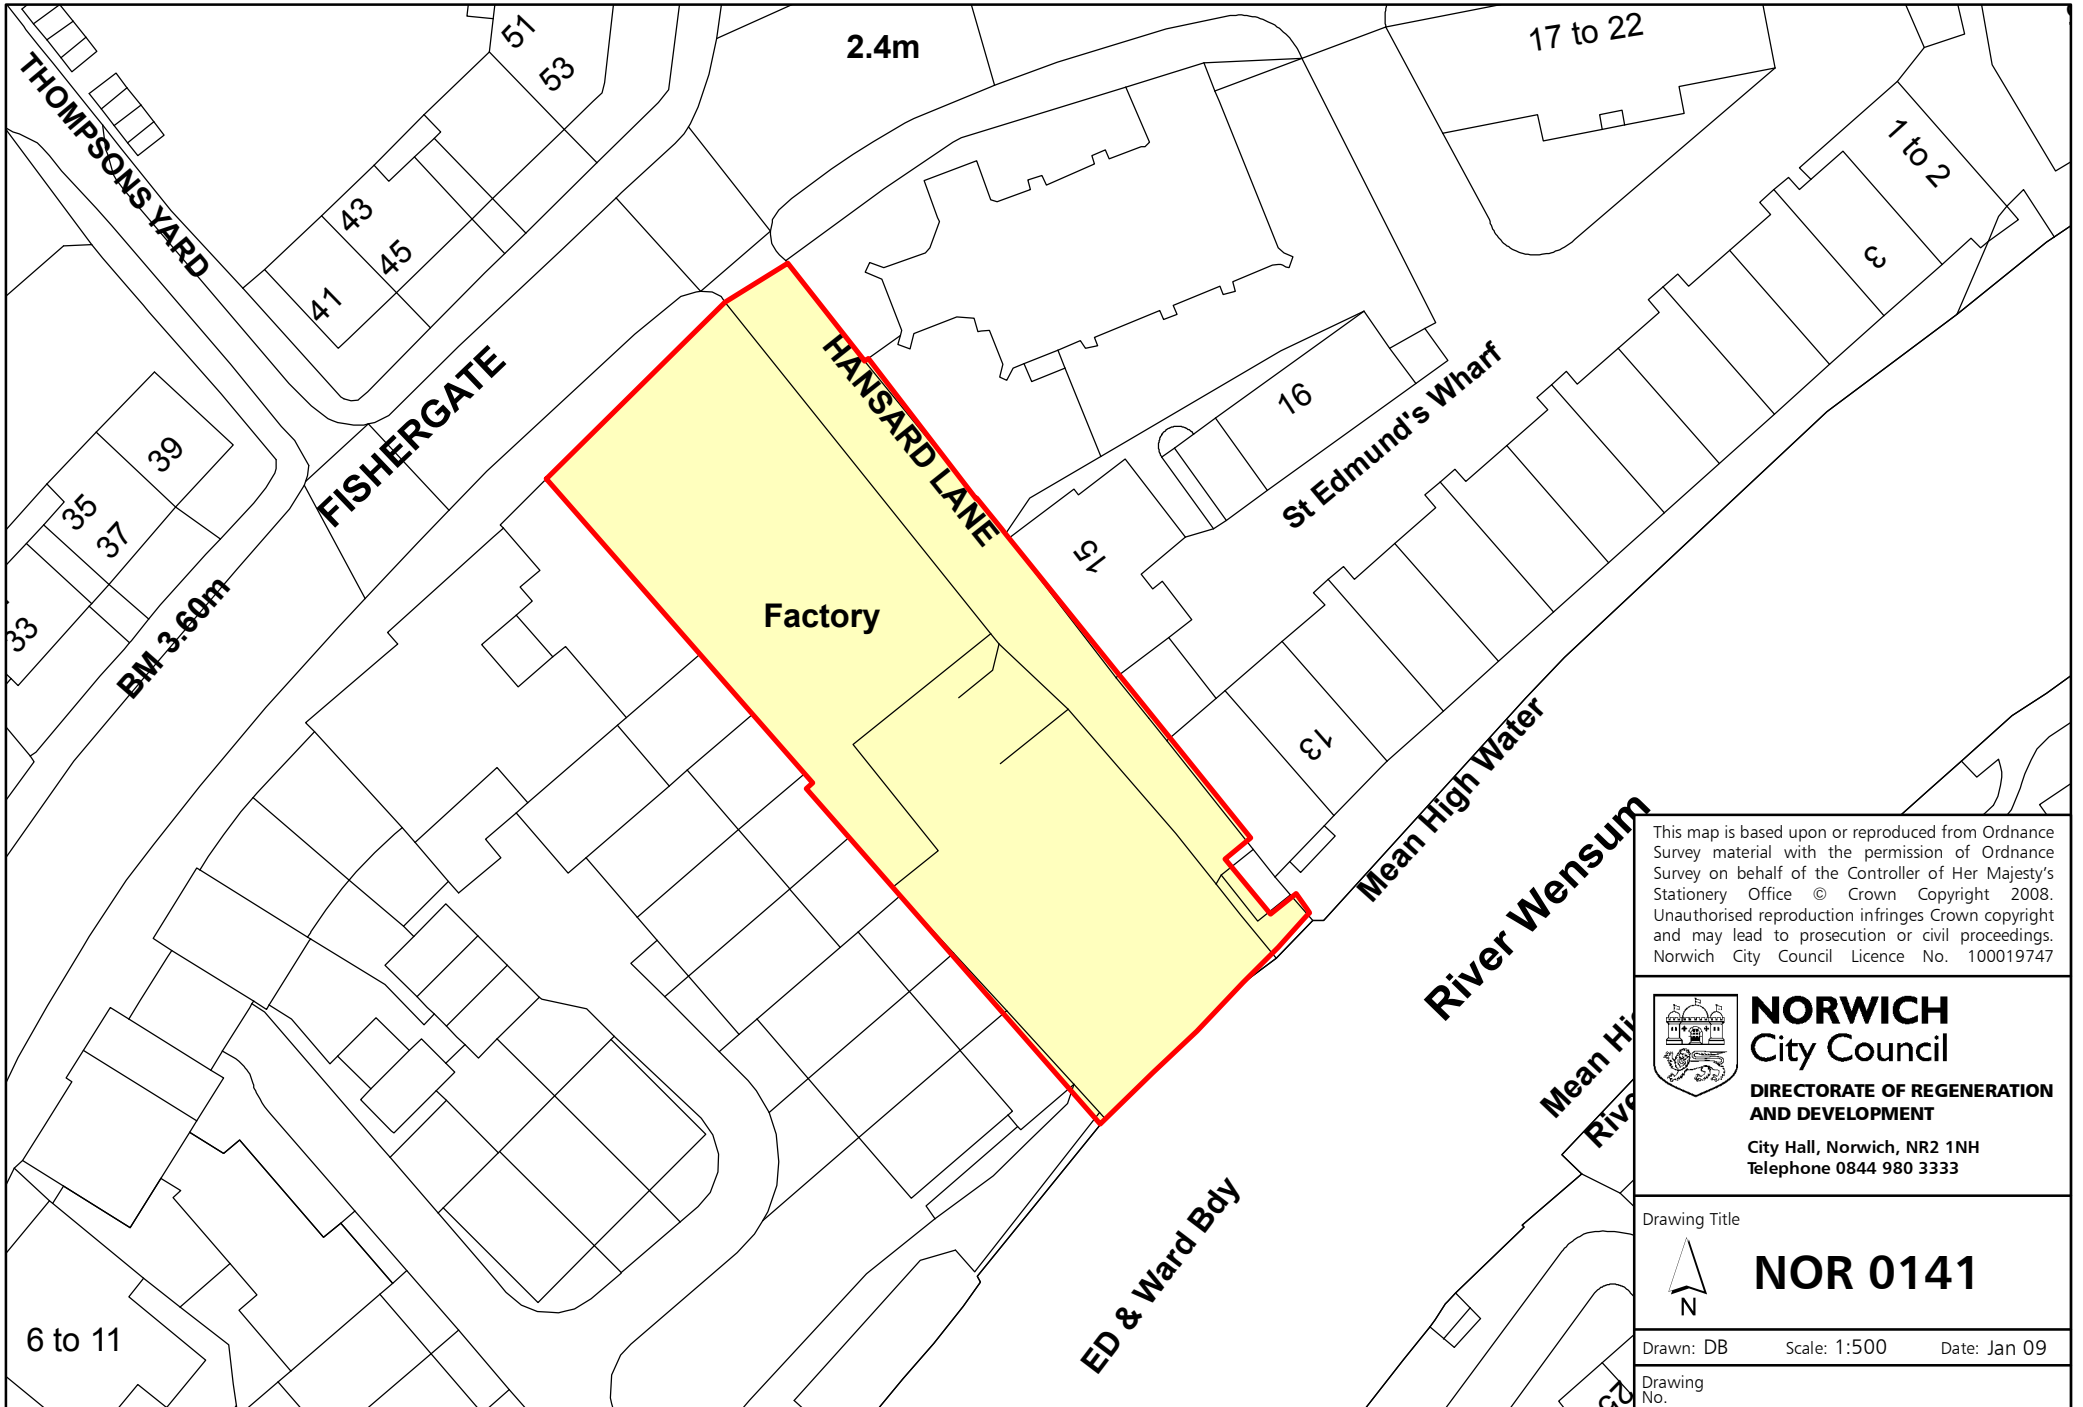 51
53
2.4m
17 to 22
THOMPSONS YARD
1 to 2
43
45
41
3
HANSARD LANE
FISHERGATE
16
St Edmund's Wharf
39
35
37
33
15
BM 3.60m
Factory
13
Mean High Water
River Wensum
ED & Ward Bdy
6 to 11
25
This map is based upon or reproduced from Ordnance
Survey material with the permission of Ordnance
Survey on behalf of the Controller of Her Majesty's
Stationery Office © Crown Copyright 2008.
Unauthorised reproduction infringes Crown copyright
and may lead to prosecution or civil proceedings.
Norwich City Council Licence No. 100019747
NORWICH
City Council
DIRECTORATE OF REGENERATION
AND DEVELOPMENT
City Hall, Norwich, NR2 1NH
Telephone 0844 980 3333
Drawing Title
NOR 0141
N
Drawn: DB Scale: 1:500 Date: Jan 09
Drawing
No.